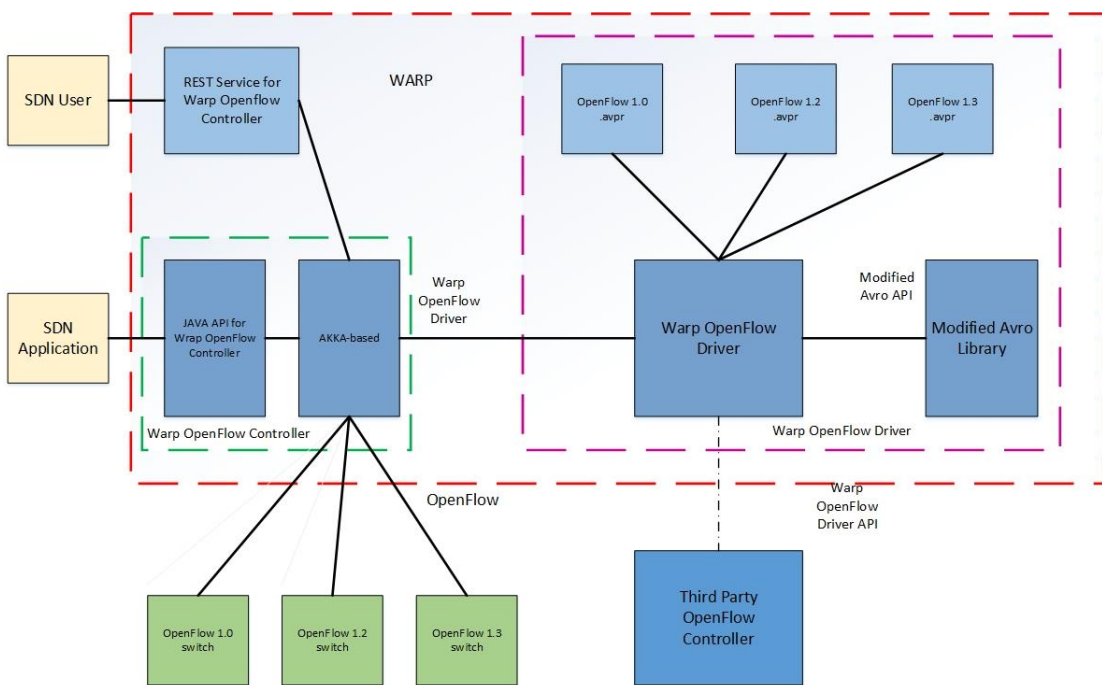 SDN User
REST Service for
Warp Openflow
Controller
WARP
OpenFlow 1.0
.avpr
OpenFlow 1.2
.avpr
OpenFlow 1.3
.avpr
SDN
Application
JAVA API for
Wrap OpenFlow
Controller
AKKA-based
Warp
OpenFlow
Driver
Warp OpenFlow
Driver
Modified
Avro API
Modified Avro
Library
Warp OpenFlow Controller
Warp OpenFlow Driver
OpenFlow
Warp
OpenFlow
Driver API
OpenFlow 1.0
switch
OpenFlow 1.2
switch
OpenFlow 1.3
switch
Third Party
OpenFlow
Controller